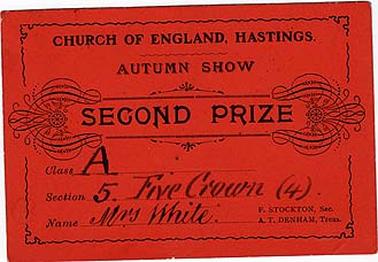 CHURCH OF ENGLAND, HASTINGS.
AUTUMN SHOW
SECOND PRIZE
Class A
Section 5. Five Crown (4).
Name Mrs White.
F. STOCKTON, Sec.
A. T. DENHAM, Treas.